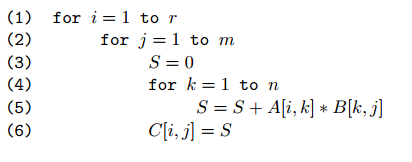 (1) for i = 1 to r
(2) for j = 1 to m
(3) S = 0
(4) for k = 1 to n
(5) S = S + A[i, k] * B[k, j]
(6) C[i, j] = S